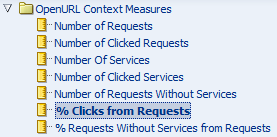 OpenURL Context Measures
Number of Requests
Number of Clicked Requests
Number Of Services
Number of Clicked Services
Number of Requests Without Services
% Clicks from Requests
% Requests Without Services from Requests